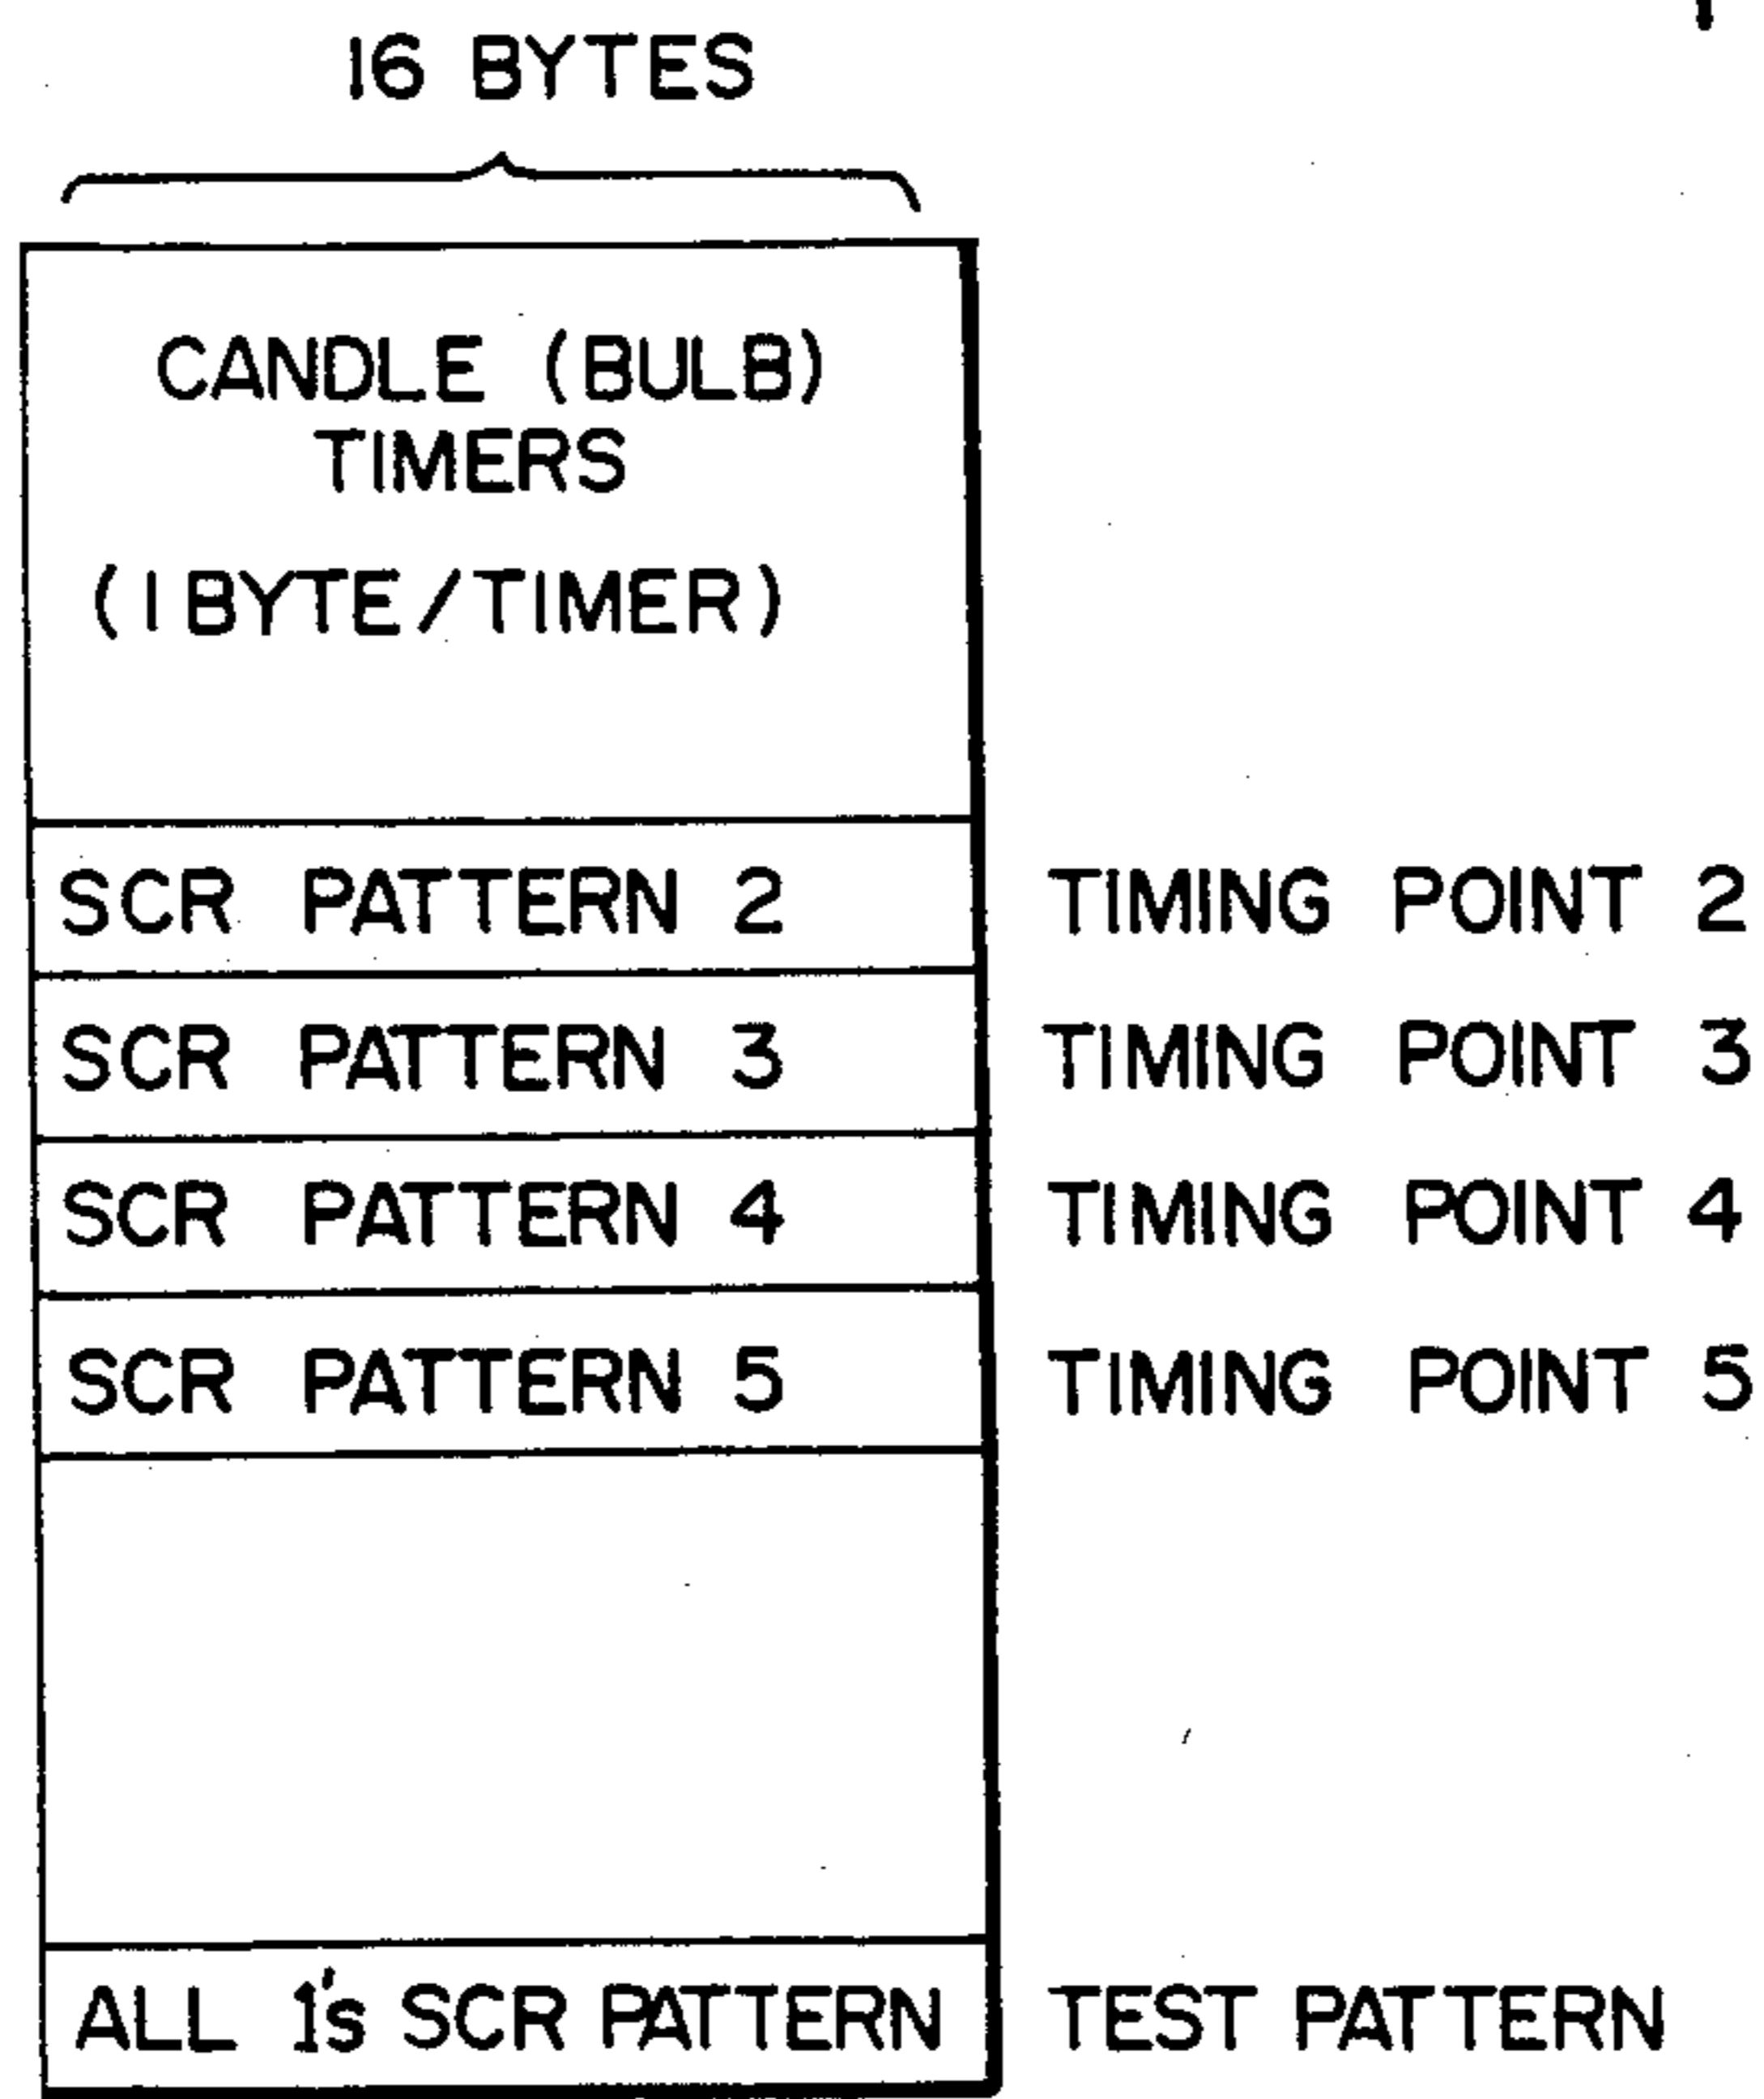 16 BYTES
CANDLE (BULB)
TIMERS
(1 BYTE/TIMER)
SCR PATTERN 2 TIMING POINT 2
SCR PATTERN 3 TIMING POINT 3
SCR PATTERN 4 TIMING POINT 4
SCR PATTERN 5 TIMING POINT 5
ALL 1's SCR PATTERN TEST PATTERN